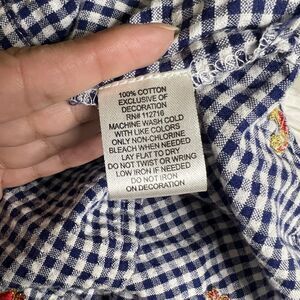 100% COTTON
EXCLUSIVE OF
DECORATION
RN# 112716
MACHINE WASH COLD
WITH LIKE COLORS
ONLY NON-CHLORINE
BLEACH WHEN NEEDED
LAY FLAT TO DRY
DO NOT TWIST OR WRING
LOW IRON IF NEEDED
DO NOT IRON
ON DECORATION